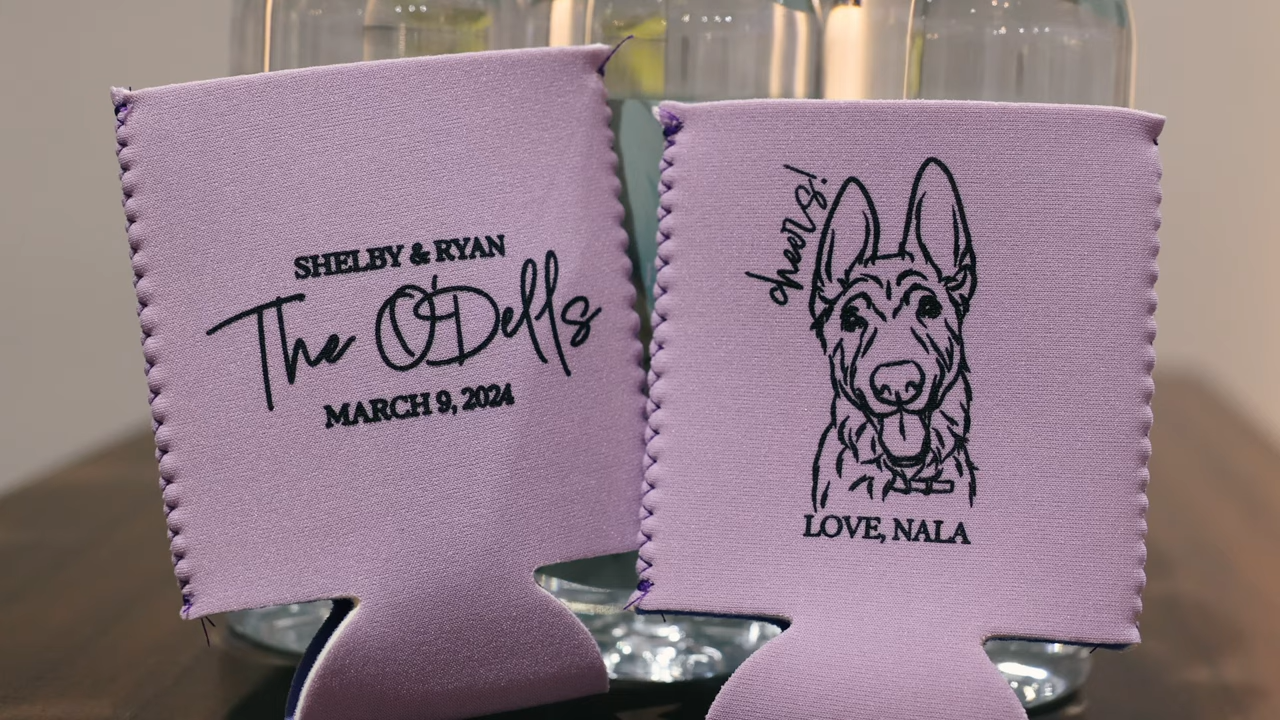 SHELBY & RYAN
The O'Dells
MARCH 9, 2024
cheers!
LOVE, NALA